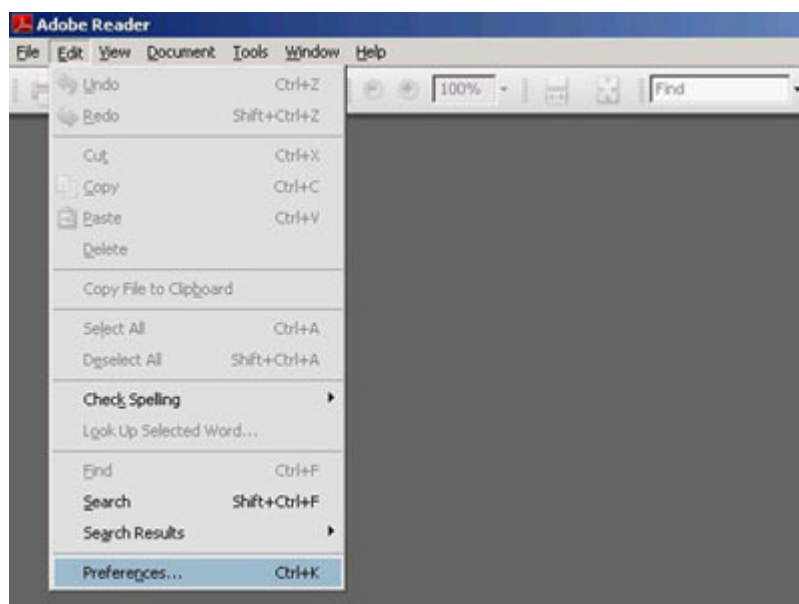 Adobe Reader
File Edit View Document Tools Window Help
100% Find
Undo Ctrl+Z
Redo Shift+Ctrl+Z
Cut Ctrl+X
Copy Ctrl+C
Paste Ctrl+V
Delete
Copy File to Clipboard
Select All Ctrl+A
Deselect All Shift+Ctrl+A
Check Spelling
Look Up Selected Word...
Find Ctrl+F
Search Shift+Ctrl+F
Search Results
Preferences... Ctrl+K